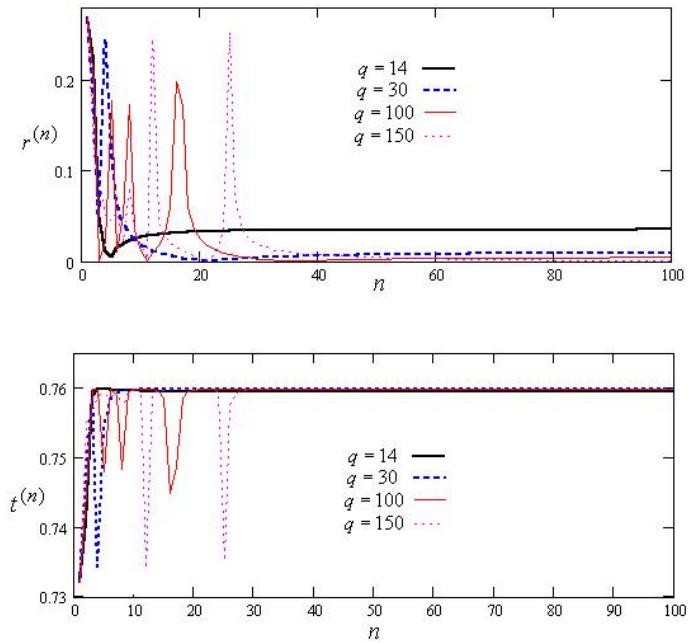 0.2
0.1
0
r(n)
q = 14
q = 30
q = 100
q = 150
0 20 40 60 80 100
n
0.76
0.75
0.74
0.73
t(n)
q = 14
q = 30
q = 100
q = 150
0 10 20 30 40 50 60 70 80 90 100
n